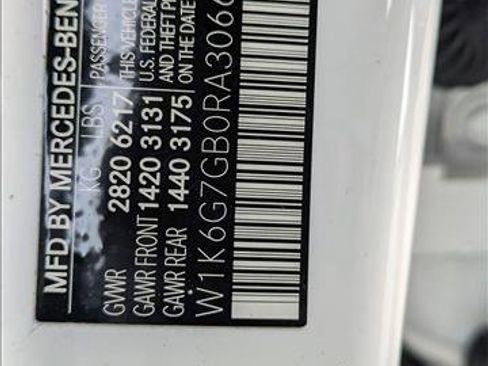 MFD BY MERCEDES-BEN
KG LBS PASSENGER
GVWR 2820 6217 THIS VEHICLE
GAWR FRONT 1420 3131 U.S. FEDERAL
GAWR REAR 1440 3175 AND THEFT P
ON THE DATE
W1K6G7GB0RA3066